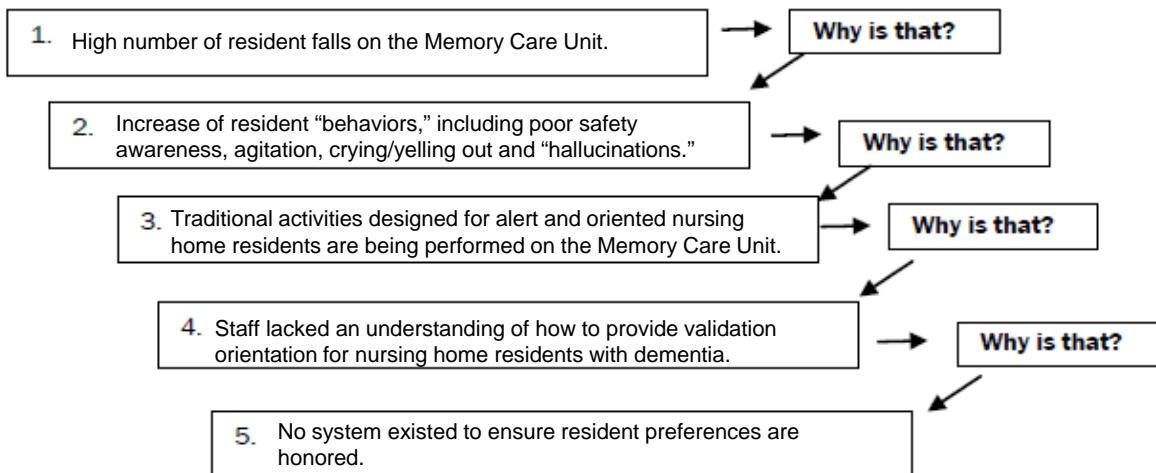 1. High number of resident falls on the Memory Care Unit.
Why is that?
2. Increase of resident “behaviors,” including poor safety
awareness, agitation, crying/yelling out and “hallucinations.”
Why is that?
3. Traditional activities designed for alert and oriented nursing
home residents are being performed on the Memory Care Unit.
Why is that?
4. Staff lacked an understanding of how to provide validation
orientation for nursing home residents with dementia.
Why is that?
5. No system existed to ensure resident preferences are
honored.